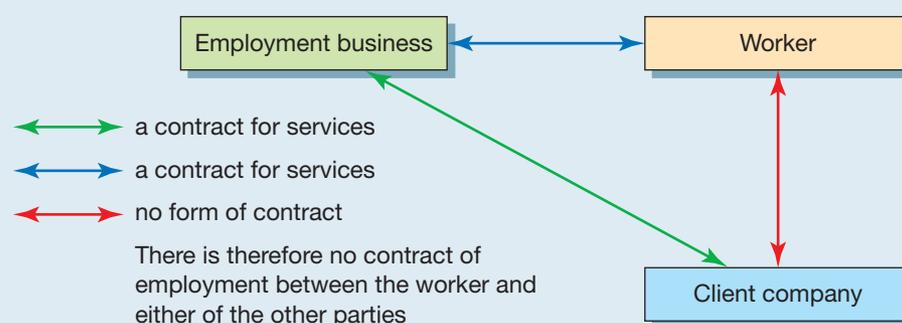 Employment business
Worker
a contract for services
a contract for services
no form of contract
There is therefore no contract of
employment between the worker and
either of the other parties
Client company